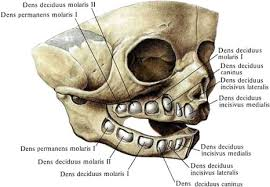 Dens deciduus molaris II
Dens permanens molaris I
Dens deciduus molaris I
Dens deciduus
caninus
Dens deciduus
incisivus lateralis
Dens deciduus
incisivus medialis
Dens deciduus
incisivus medialis
Dens deciduus
incisivus lateralis
Dens permanens molaris I
Dens deciduus molaris II
Dens deciduus molaris I
Dens deciduus caninus